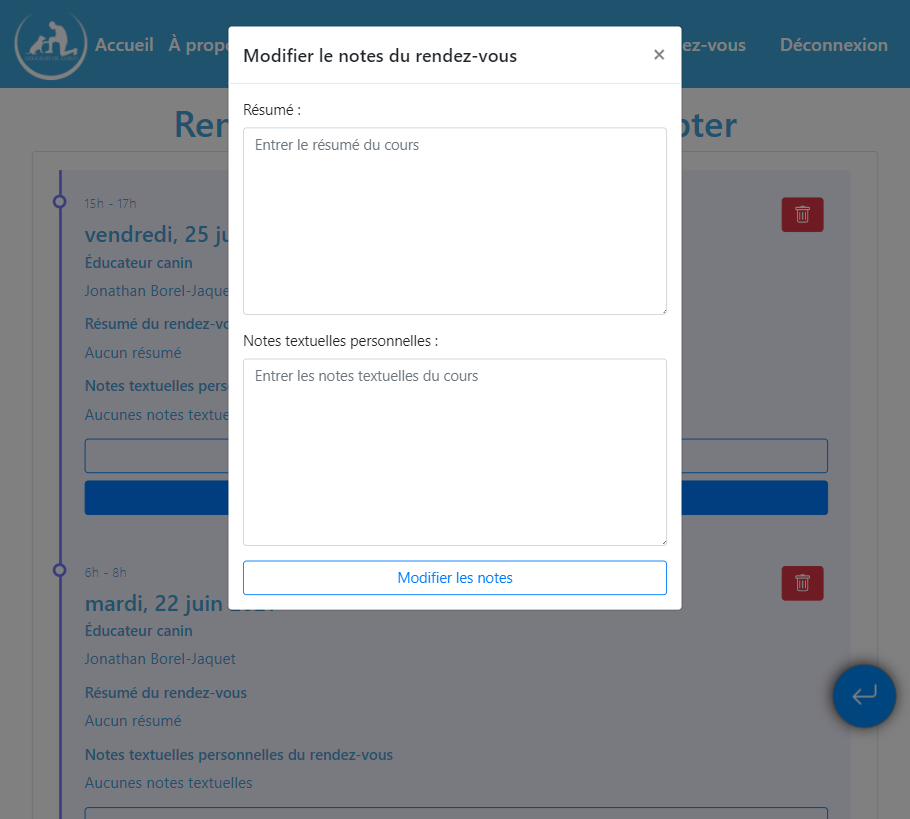 Accueil À prop ez-vous Déconnexion
Modifier le notes du rendez-vous ×
Ren pter
Résumé :
Entrer le résumé du cours
Notes textuelles personnelles :
Entrer les notes textuelles du cours
Modifier les notes
15h - 17h
vendredi, 25 ju
Éducateur canin
Jonathan Borel-Jaque
Résumé du rendez-vo
Aucun résumé
Notes textuelles pers
Aucunes notes textue
6h - 8h
mardi, 22 juin
Éducateur canin
Jonathan Borel-Jaquet
Résumé du rendez-vous
Aucun résumé
Notes textuelles personnelles du rendez-vous
Aucunes notes textuelles